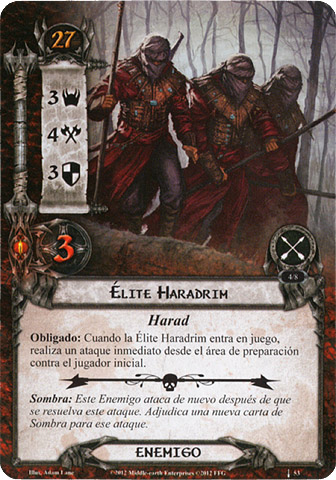 27
3
4
3
3
4/8
Élite Haradrim
Harad
Obligado: Cuando la Élite Haradrim entra en juego,
realiza un ataque inmediato desde el área de preparación
contra el jugador inicial.
Sombra: Este Enemigo ataca de nuevo después de que
se resuelva este ataque. Adjudica una nueva carta de
Sombra para ese ataque.
ENEMIGO
Illus. Adam Lane ©2012 Middle-earth Enterprises ©2012 FFG 53